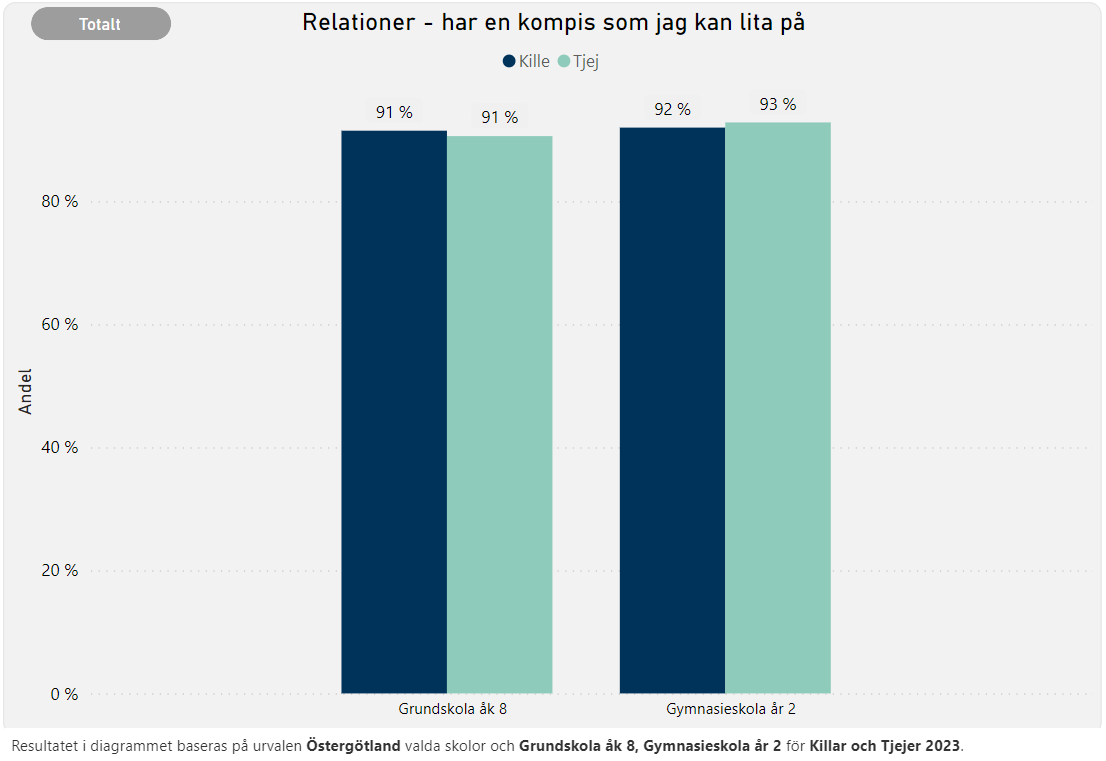 Totalt
Relationer - har en kompis som jag kan lita på
Kille Tjej
91 %
91 %
92 %
93 %
80 %
60 %
40 %
20 %
0 %
Andel
Grundskola åk 8
Gymnasieskola år 2
Resultatet i diagrammet baseras på urvalen Östergötland valda skolor och Grundskola åk 8, Gymnasieskola år 2 för Killar och Tjejer 2023.